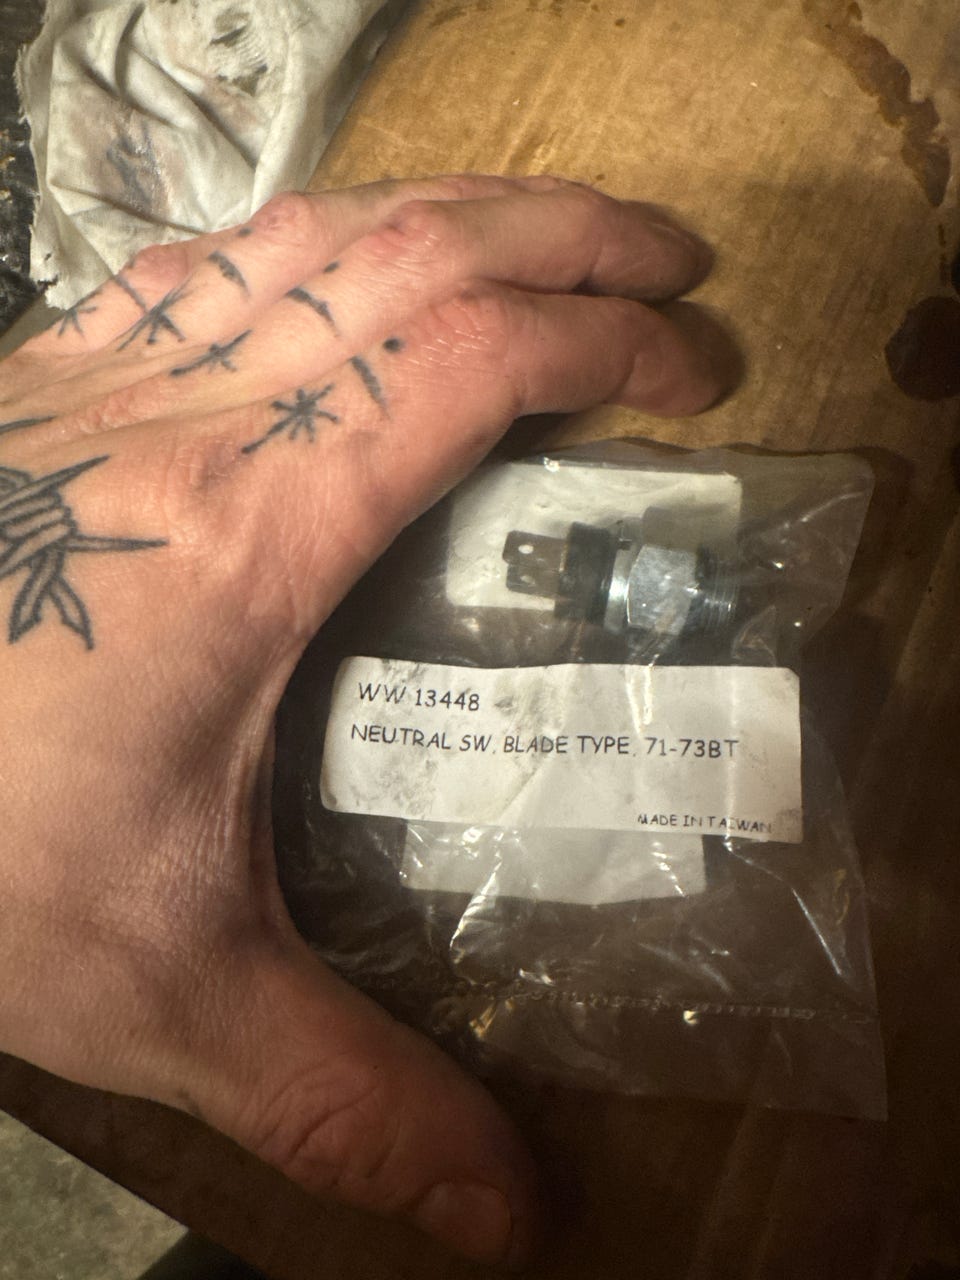 WW 13448
NEUTRAL SW, BLADE TYPE, 71-73BT
MADE IN TAIWAN